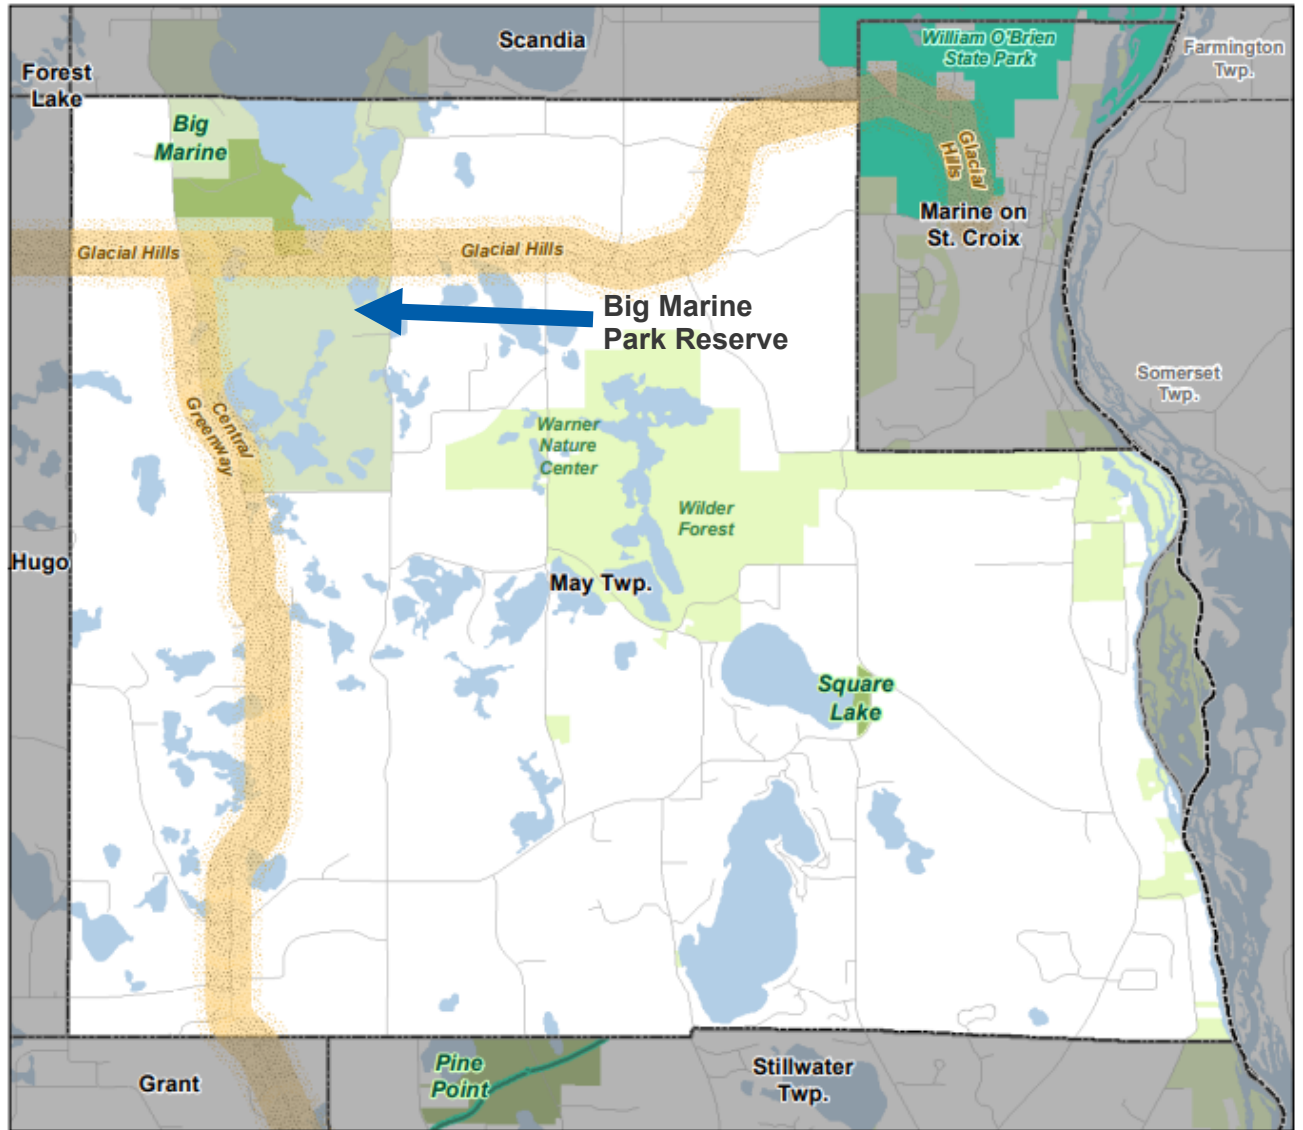 Scandia
William O'Brien
State Park
Farmington
Twp.
Forest
Lake
Big
Marine
Glacial
Hills
Marine on
St. Croix
Glacial Hills
Glacial Hills
Big Marine
Park Reserve
Somerset
Twp.
Central
Greenway
Warner
Nature
Center
Wilder
Forest
Hugo
May Twp.
Square
Lake
Grant
Pine
Point
Stillwater
Twp.